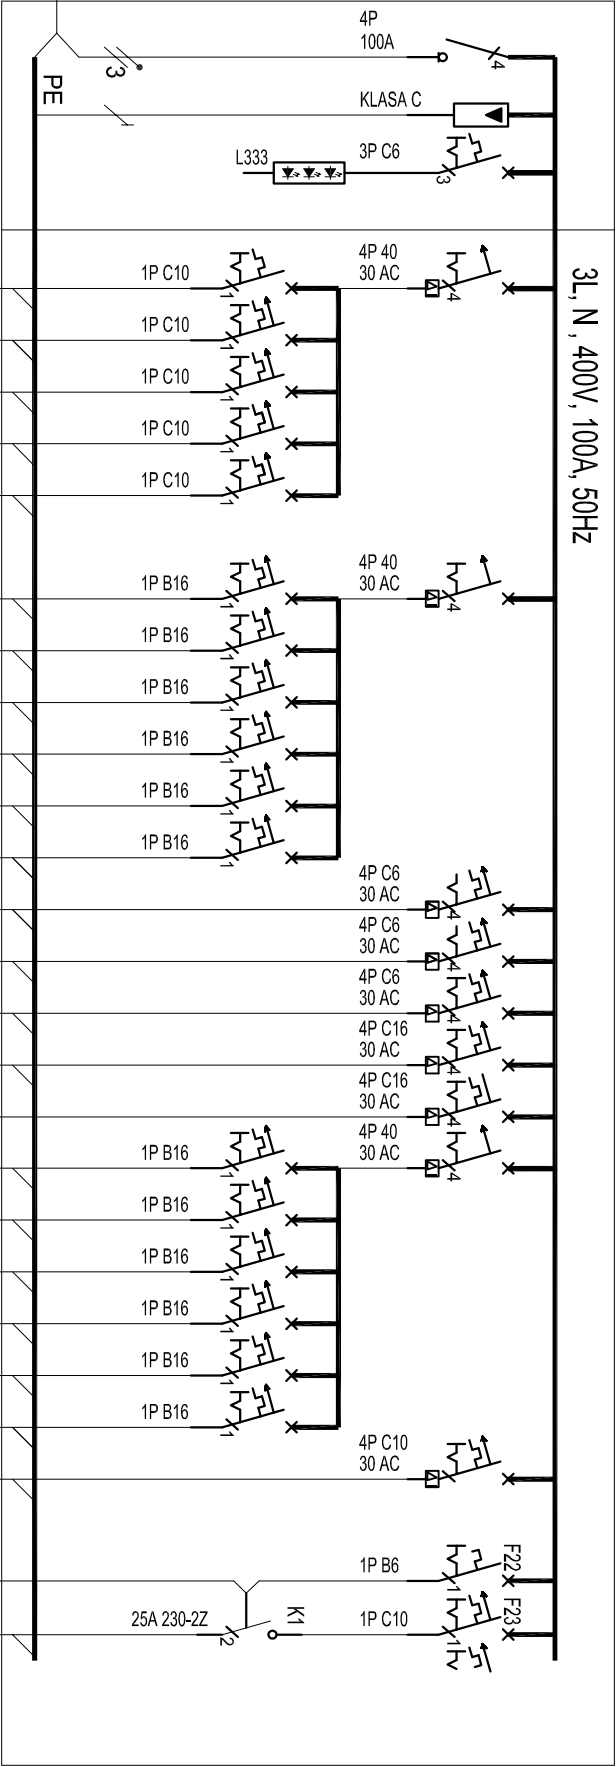 4P
100A
4
3
PE
KLASA C
L333
3P C6
3
3L, N , 400V, 100A, 50Hz
4P 40
30 AC
4
1P C10
1
1P C10
1
1P C10
1
1P C10
1
1P C10
1
4P 40
30 AC
4
1P B16
1
1P B16
1
1P B16
1
1P B16
1
1P B16
1
1P B16
1
4P C6
30 AC
4
4P C6
30 AC
4
4P C6
30 AC
4
4P C16
30 AC
4
4P C16
30 AC
4
4P 40
30 AC
4
1P B16
1
1P B16
1
1P B16
1
1P B16
1
1P B16
1
1P B16
1
4P C10
30 AC
4
F22
1P B6
1
F23
1P C10
1
K1
25A 230-2Z
2